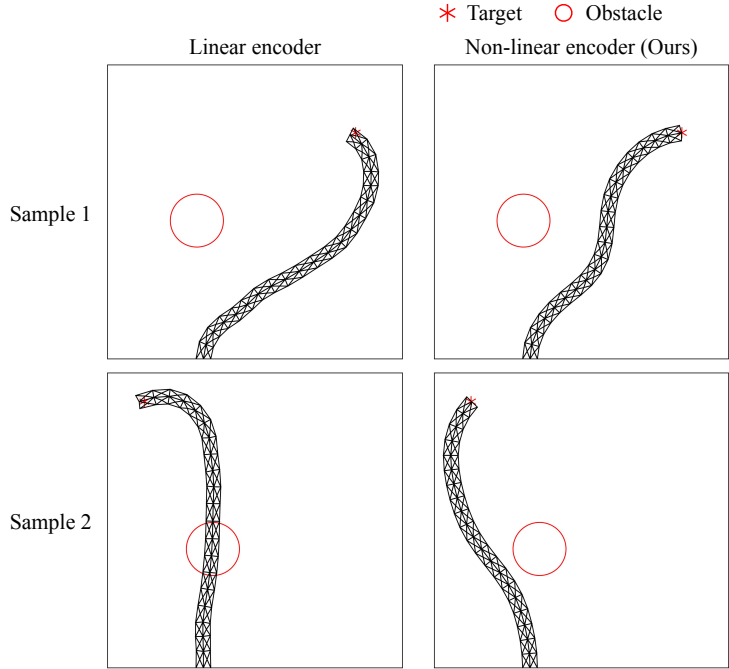 Target Obstacle
Linear encoder
Non-linear encoder (Ours)
Sample 1
Sample 2